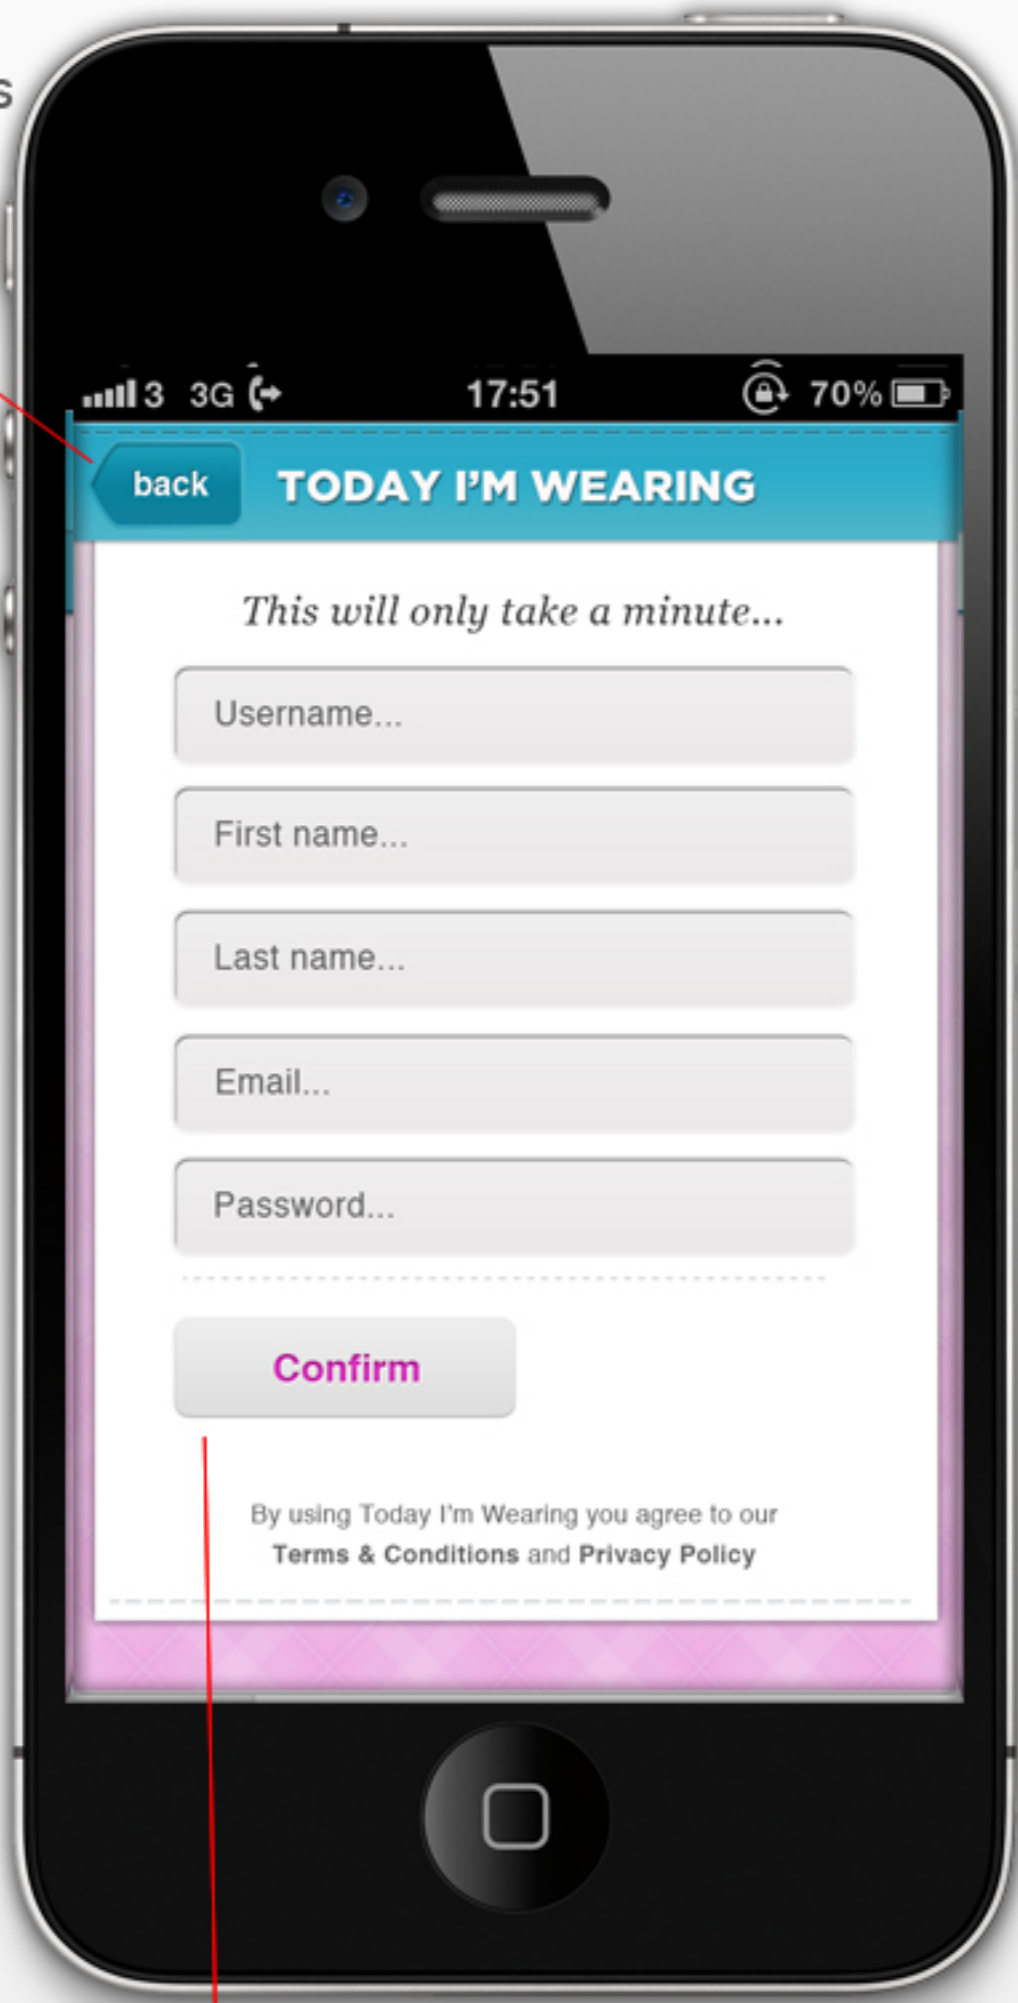 s
3 3G 17:51 70%
back TODAY I'M WEARING
This will only take a minute...
Username...
First name...
Last name...
Email...
Password...
Confirm
By using Today I'm Wearing you agree to our
Terms & Conditions and Privacy Policy